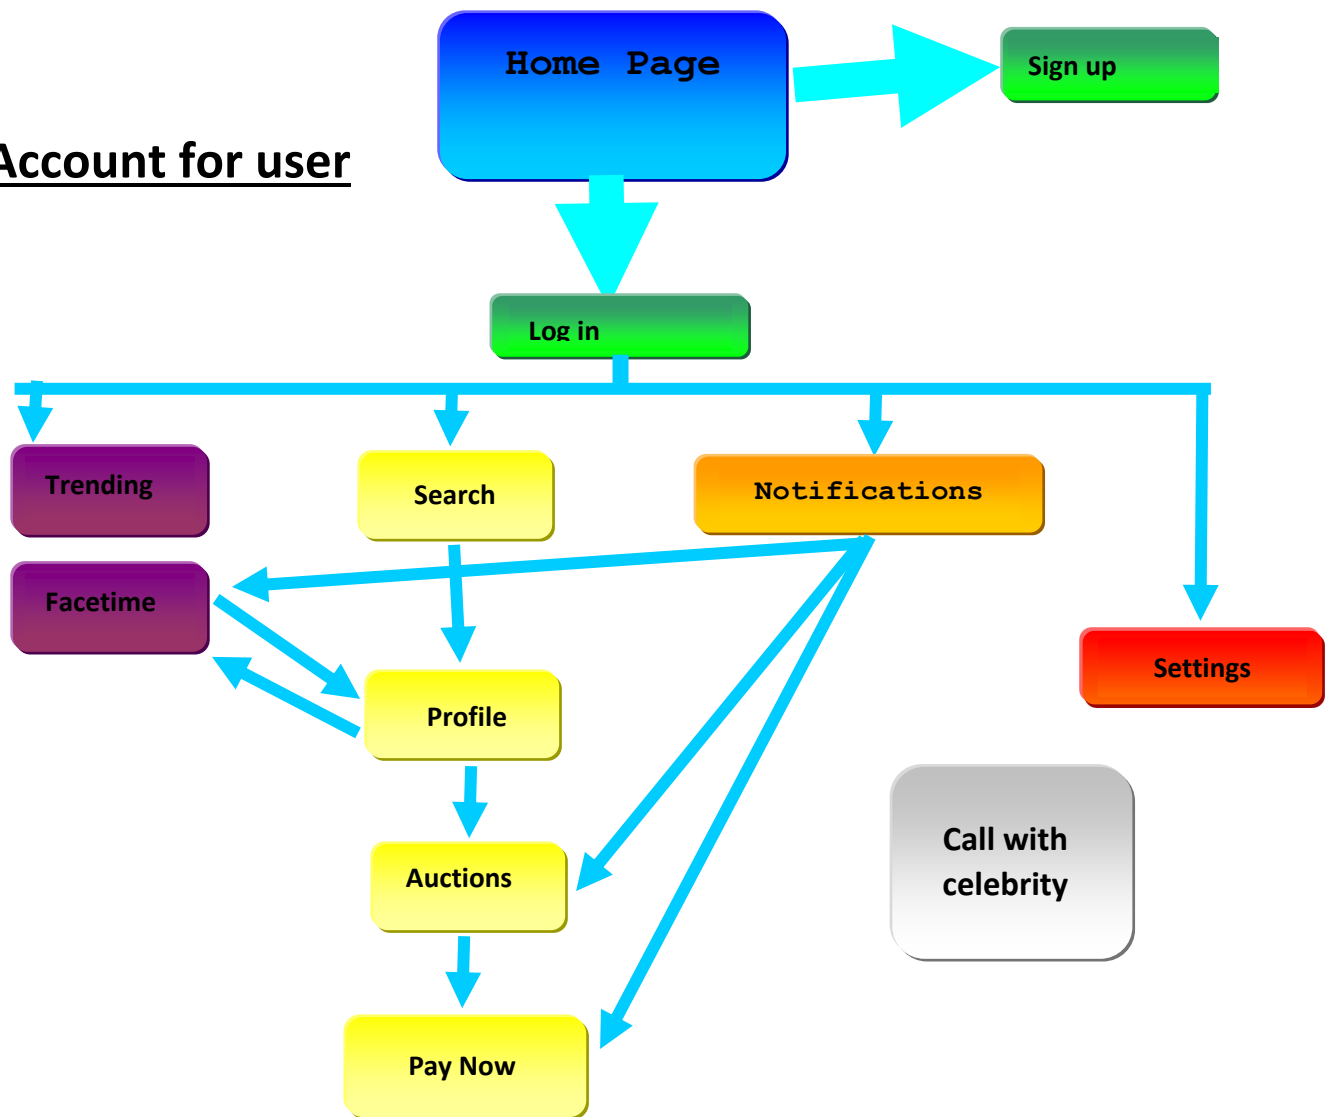 Home Page
Sign up
Account for user
Log in
Trending
Search
Notifications
Facetime
Settings
Profile
Call with
celebrity
Auctions
Pay Now